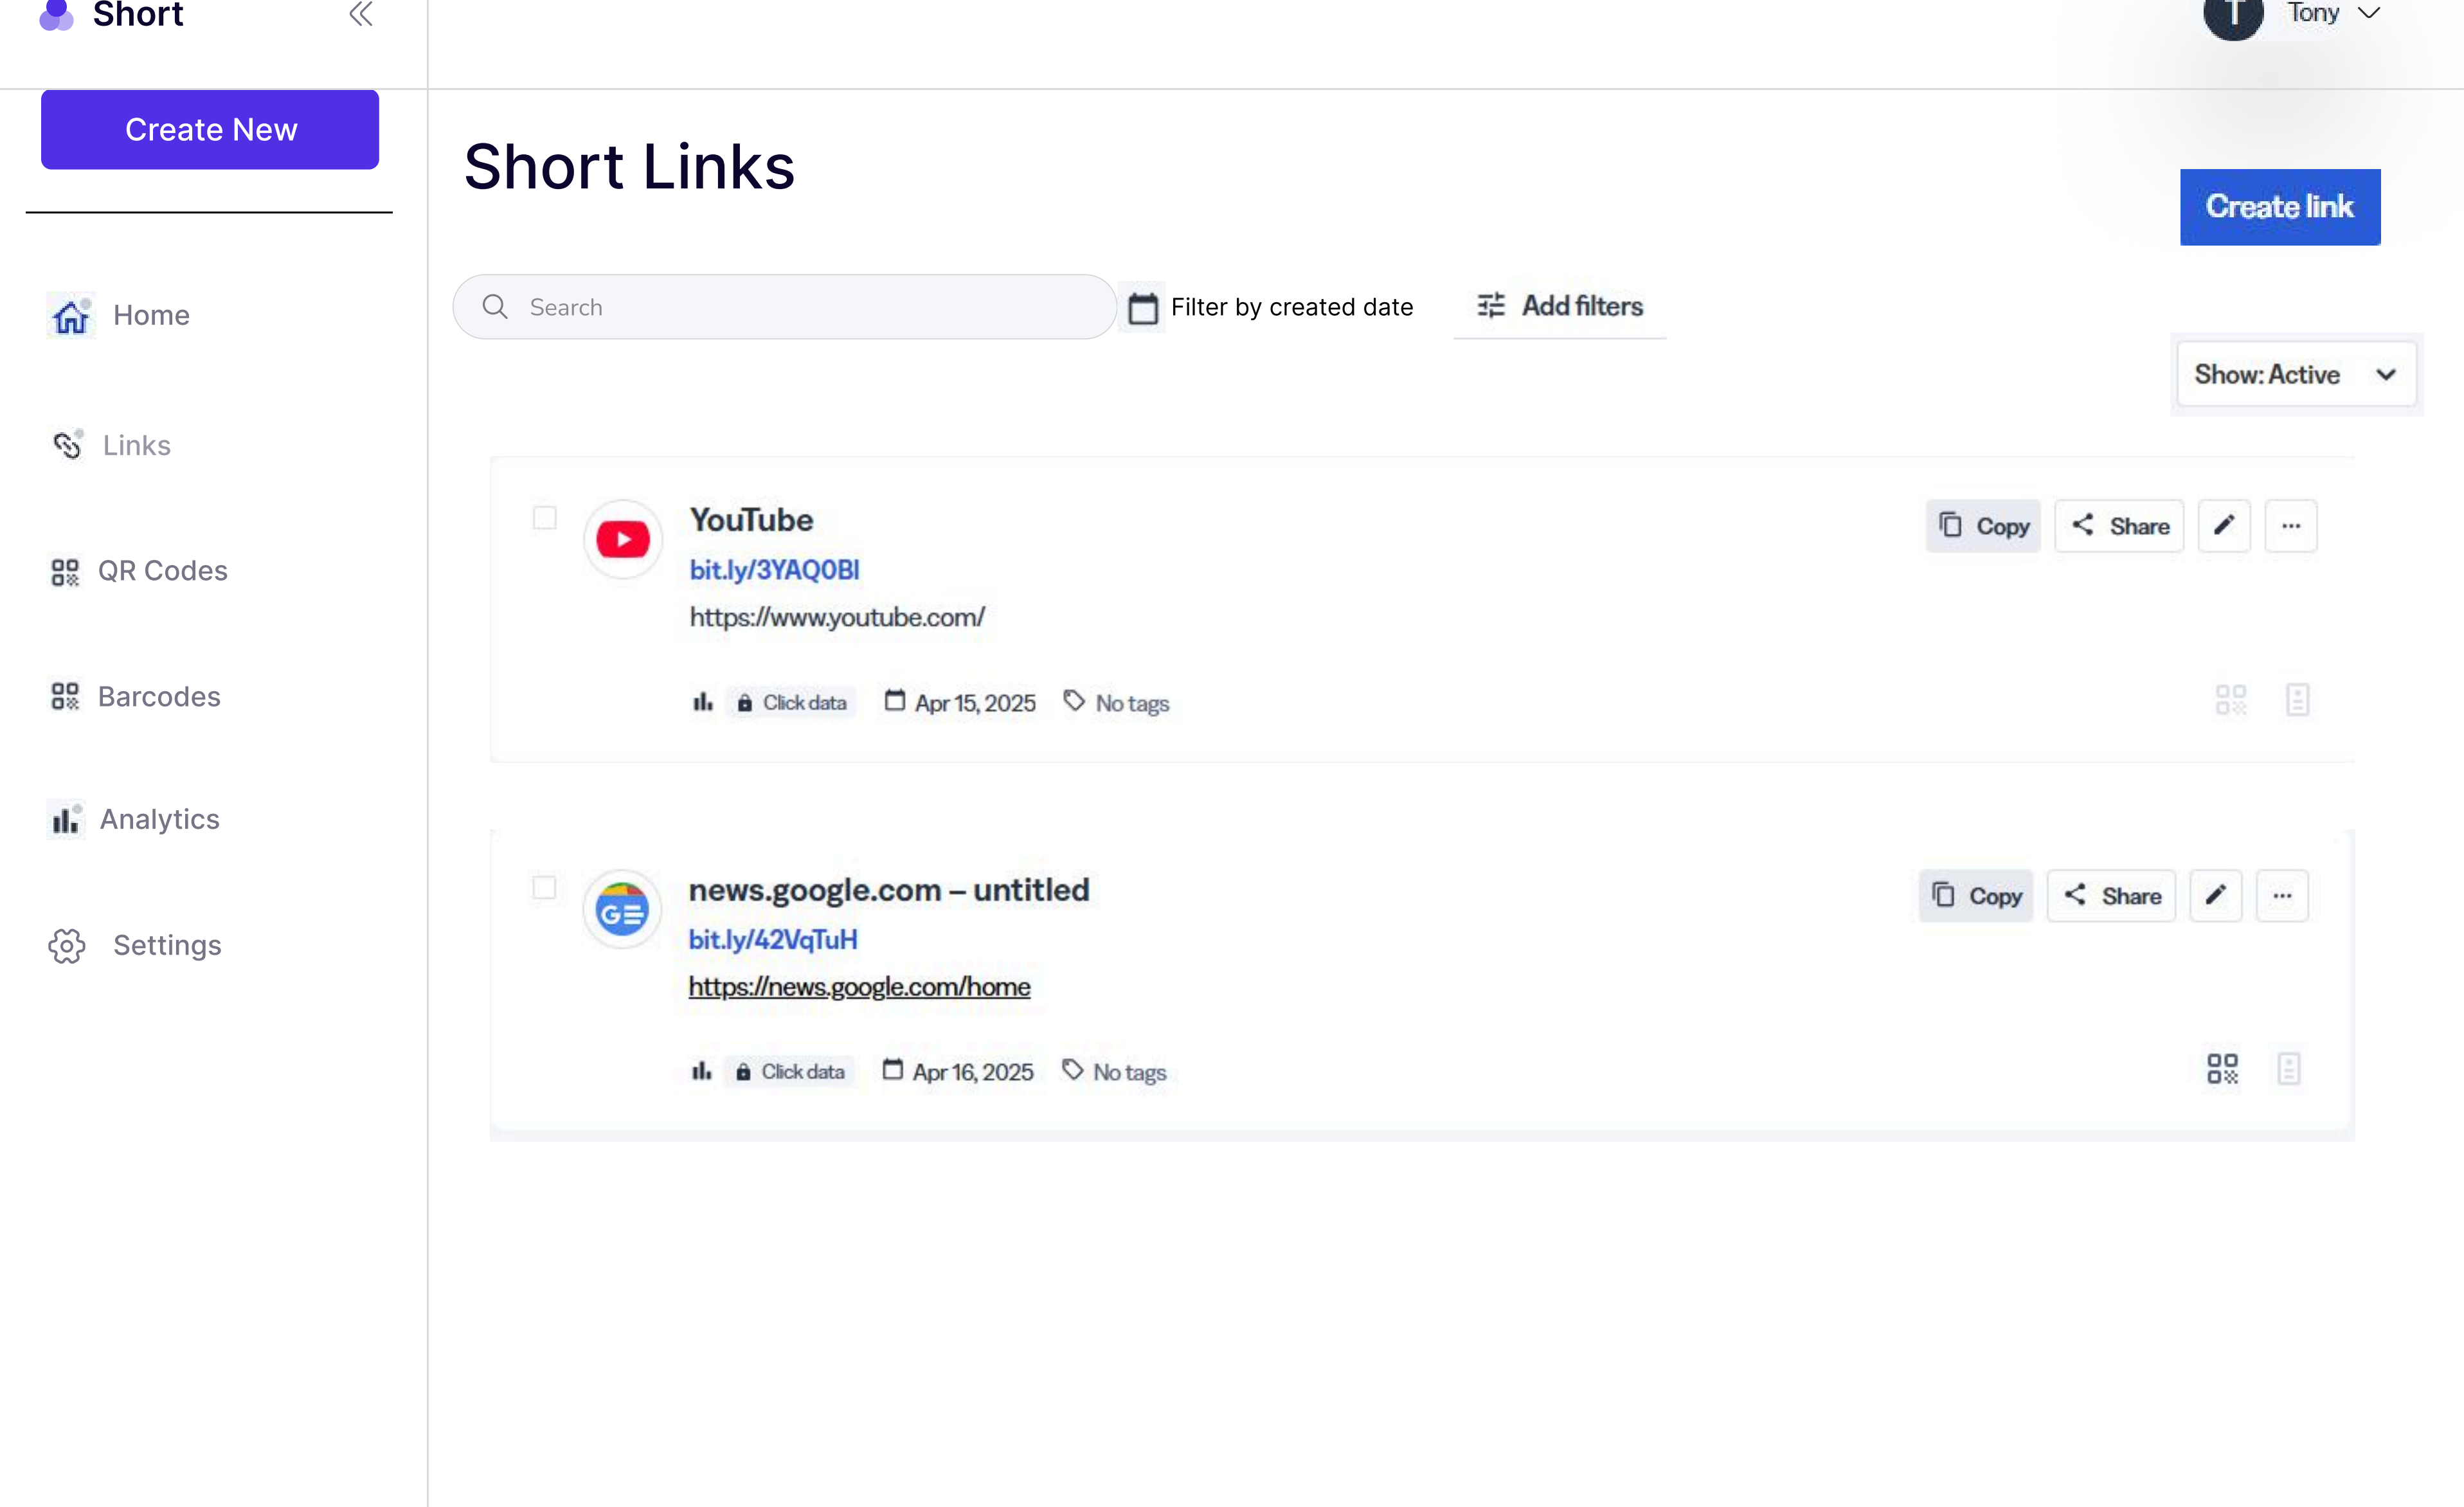 Short
T Tony
Create New
Short Links
Create link
Home
Search
Filter by created date
Add filters
Show: Active
Links
QR Codes
Barcodes
Analytics
Settings
YouTube
Copy
Share
...
bit.ly/3YAQ0Bl
https://www.youtube.com/
Click data
Apr 15, 2025
No tags
news.google.com – untitled
Copy
Share
...
bit.ly/42VqTuH
https://news.google.com/home
Click data
Apr 16, 2025
No tags